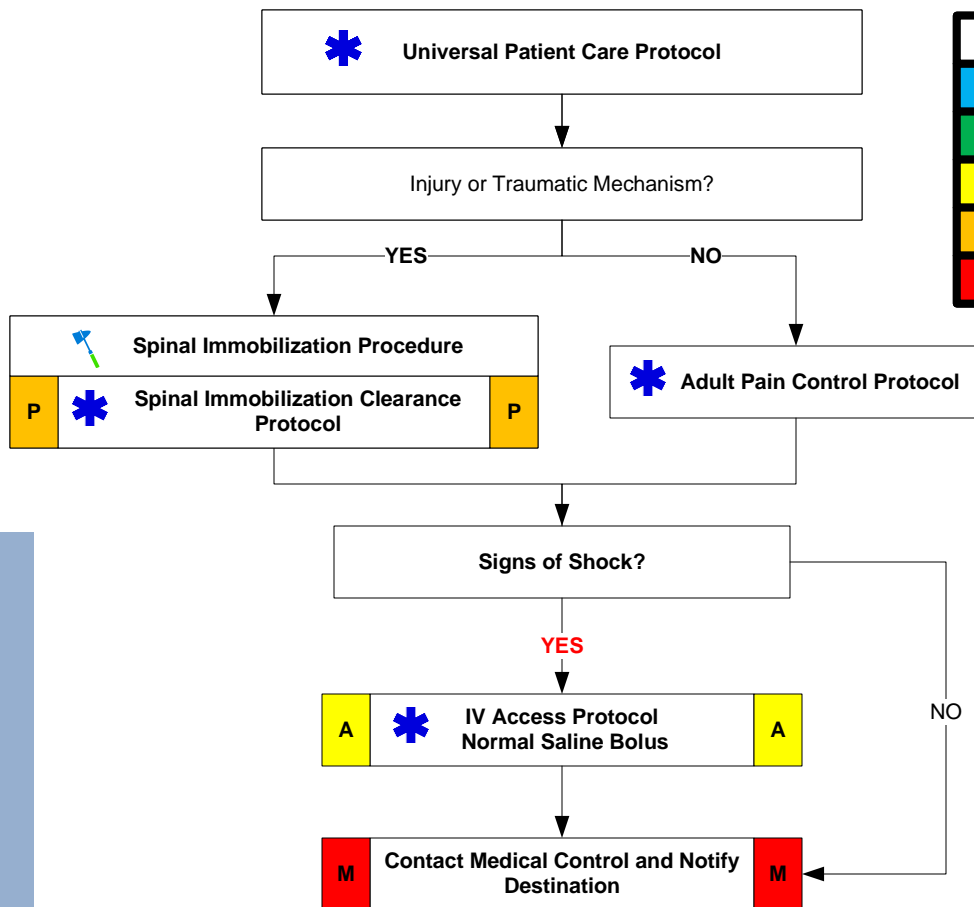 Universal Patient Care Protocol
Injury or Traumatic Mechanism?
YES
NO
Spinal Immobilization Procedure
P
Spinal Immobilization Clearance
Protocol
P
Adult Pain Control Protocol
Signs of Shock?
YES
NO
A
IV Access Protocol
Normal Saline Bolus
A
M
Contact Medical Control and Notify
Destination
M